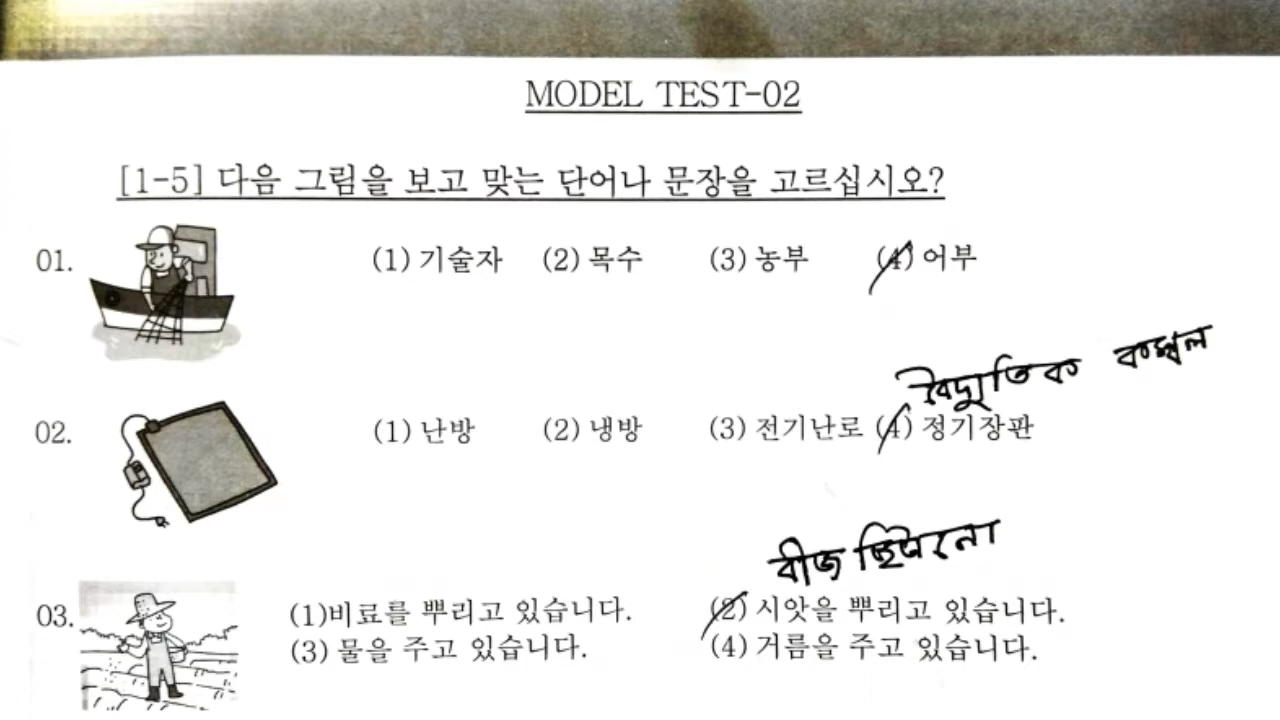 MODEL TEST-02
[1-5] 다음 그림을 보고 맞는 단어나 문장을 고르십시오?
01. (1) 기술자 (2) 목수 (3) 농부 (4) 어부
বৈদ্যুতিক কম্বল
02. (1) 난방 (2) 냉방 (3) 전기난로 (4) 정기장판
বীজ ছিটানো
03. (1)비료를 뿌리고 있습니다. (2) 시앗을 뿌리고 있습니다.
(3) 물을 주고 있습니다. (4) 거름을 주고 있습니다.